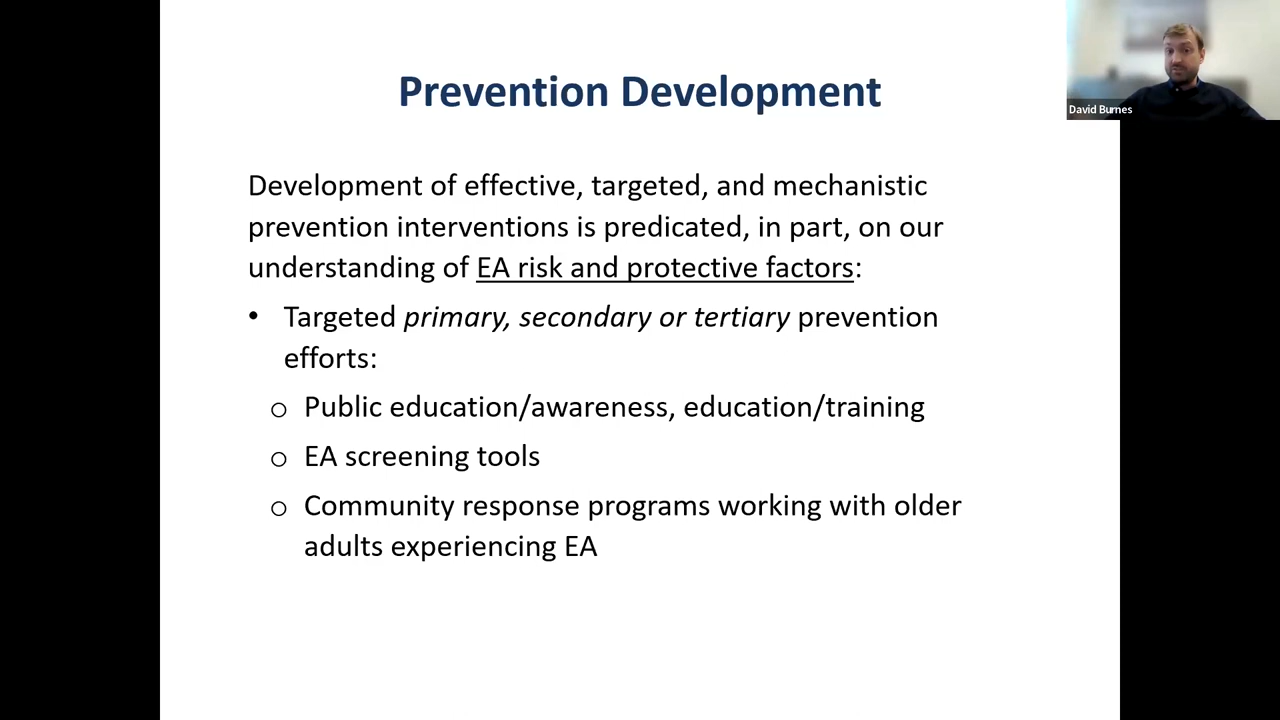 Prevention Development
David Burnes
Development of effective, targeted, and mechanistic
prevention interventions is predicated, in part, on our
understanding of EA risk and protective factors:
• Targeted primary, secondary or tertiary prevention
efforts:
o Public education/awareness, education/training
o EA screening tools
o Community response programs working with older
adults experiencing EA